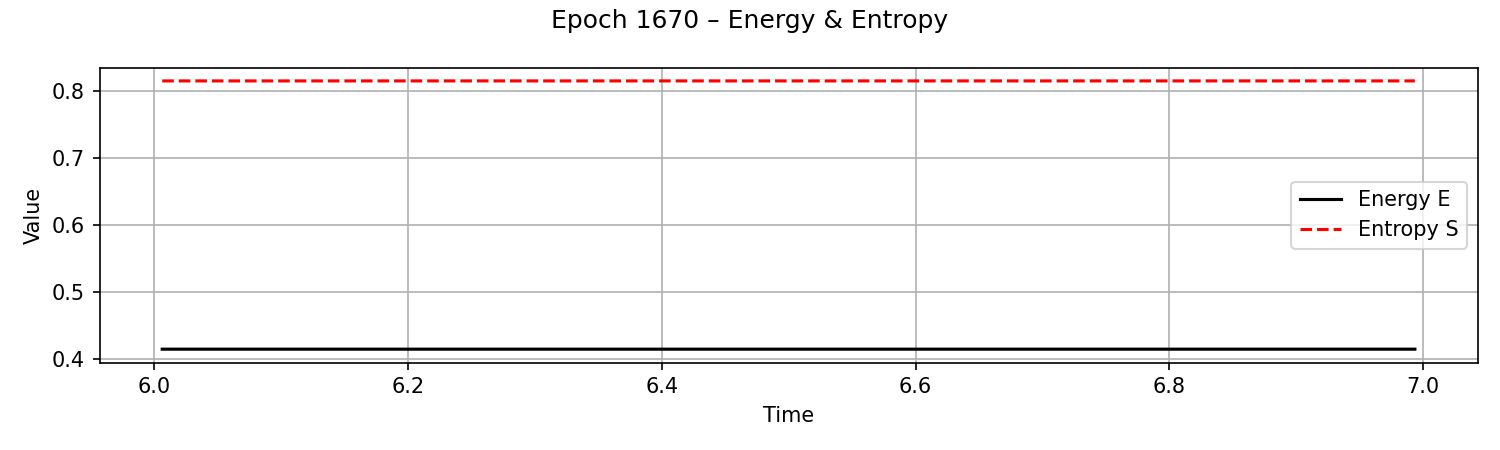 Epoch 1670 – Energy & Entropy
Value
0.8
0.7
0.6
0.5
0.4
Energy E
Entropy S
6.0 6.2 6.4 6.6 6.8 7.0
Time